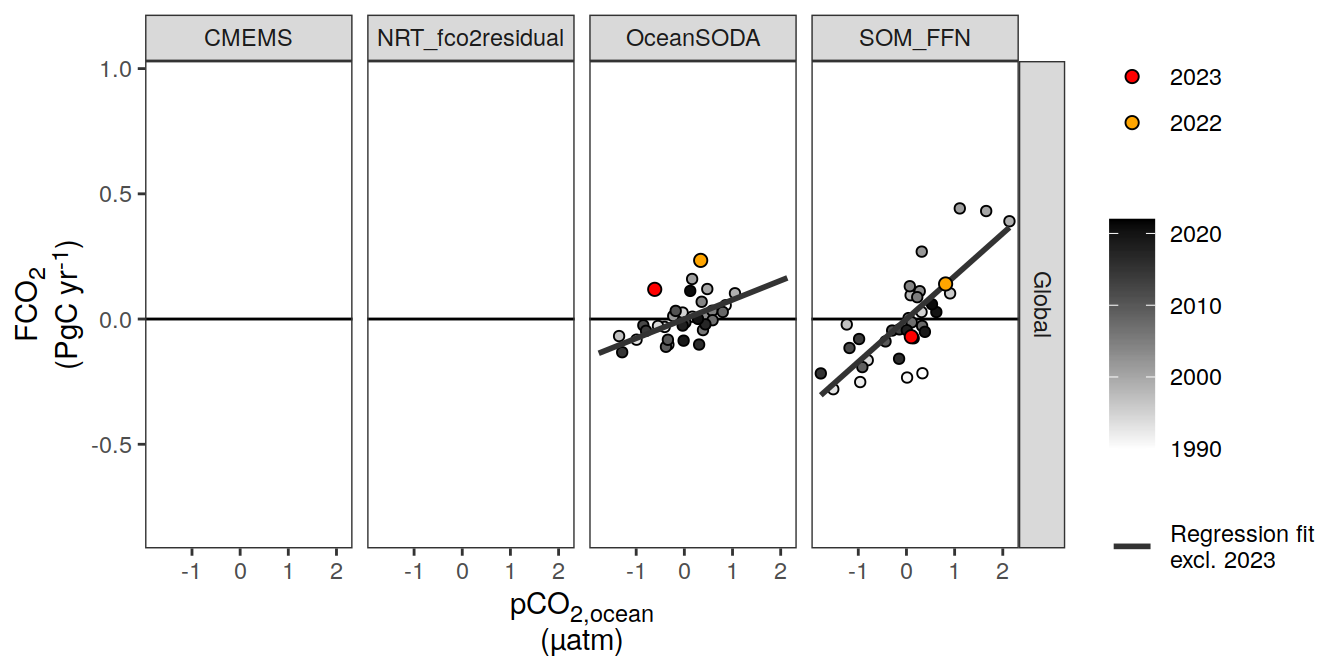 CMEMS NRT_fco2residual OceanSODA SOM_FFN
1.0
0.5
0.0
-0.5
FCO2
(PgC yr-1)
Global
-1 0 1 2 -1 0 1 2 -1 0 1 2 -1 0 1 2
pCO2,ocean
(µatm)
2023
2022
2020
2010
2000
1990
Regression fit
excl. 2023